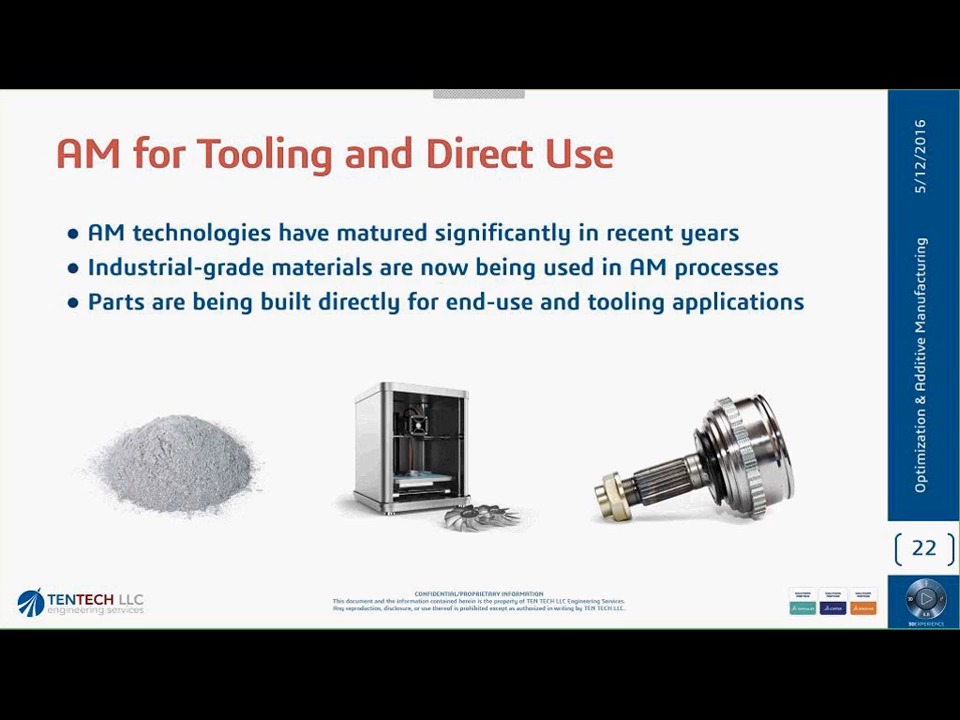 AM for Tooling and Direct Use
● AM technologies have matured significantly in recent years
● Industrial-grade materials are now being used in AM processes
● Parts are being built directly for end-use and tooling applications
5/12/2016
Optimization & Additive Manufacturing
22
TENTECH LLC
engineering services
CONFIDENTIAL/PROPRIETARY INFORMATION
This document and the information contained herein is the property of TEN TECH LLC Engineering Services.
Any reproduction, disclosure, or use thereof is prohibited except as authorized in writing by TEN TECH LLC.
3DEXPERIENCE